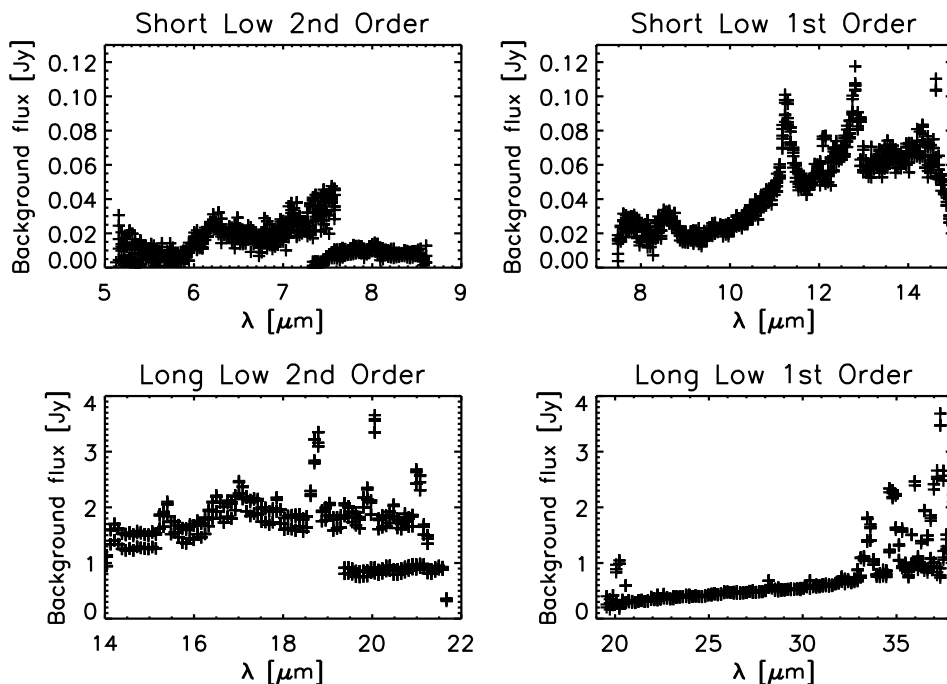 Short Low 2nd Order
Background flux [Jy]
0.12
0.10
0.08
0.06
0.04
0.02
0.00
5 6 7 8 9
λ [μm]
Short Low 1st Order
Background flux [Jy]
0.12
0.10
0.08
0.06
0.04
0.02
0.00
8 10 12 14
λ [μm]
Long Low 2nd Order
Background flux [Jy]
4
3
2
1
0
14 16 18 20 22
λ [μm]
Long Low 1st Order
Background flux [Jy]
4
3
2
1
0
20 25 30 35
λ [μm]